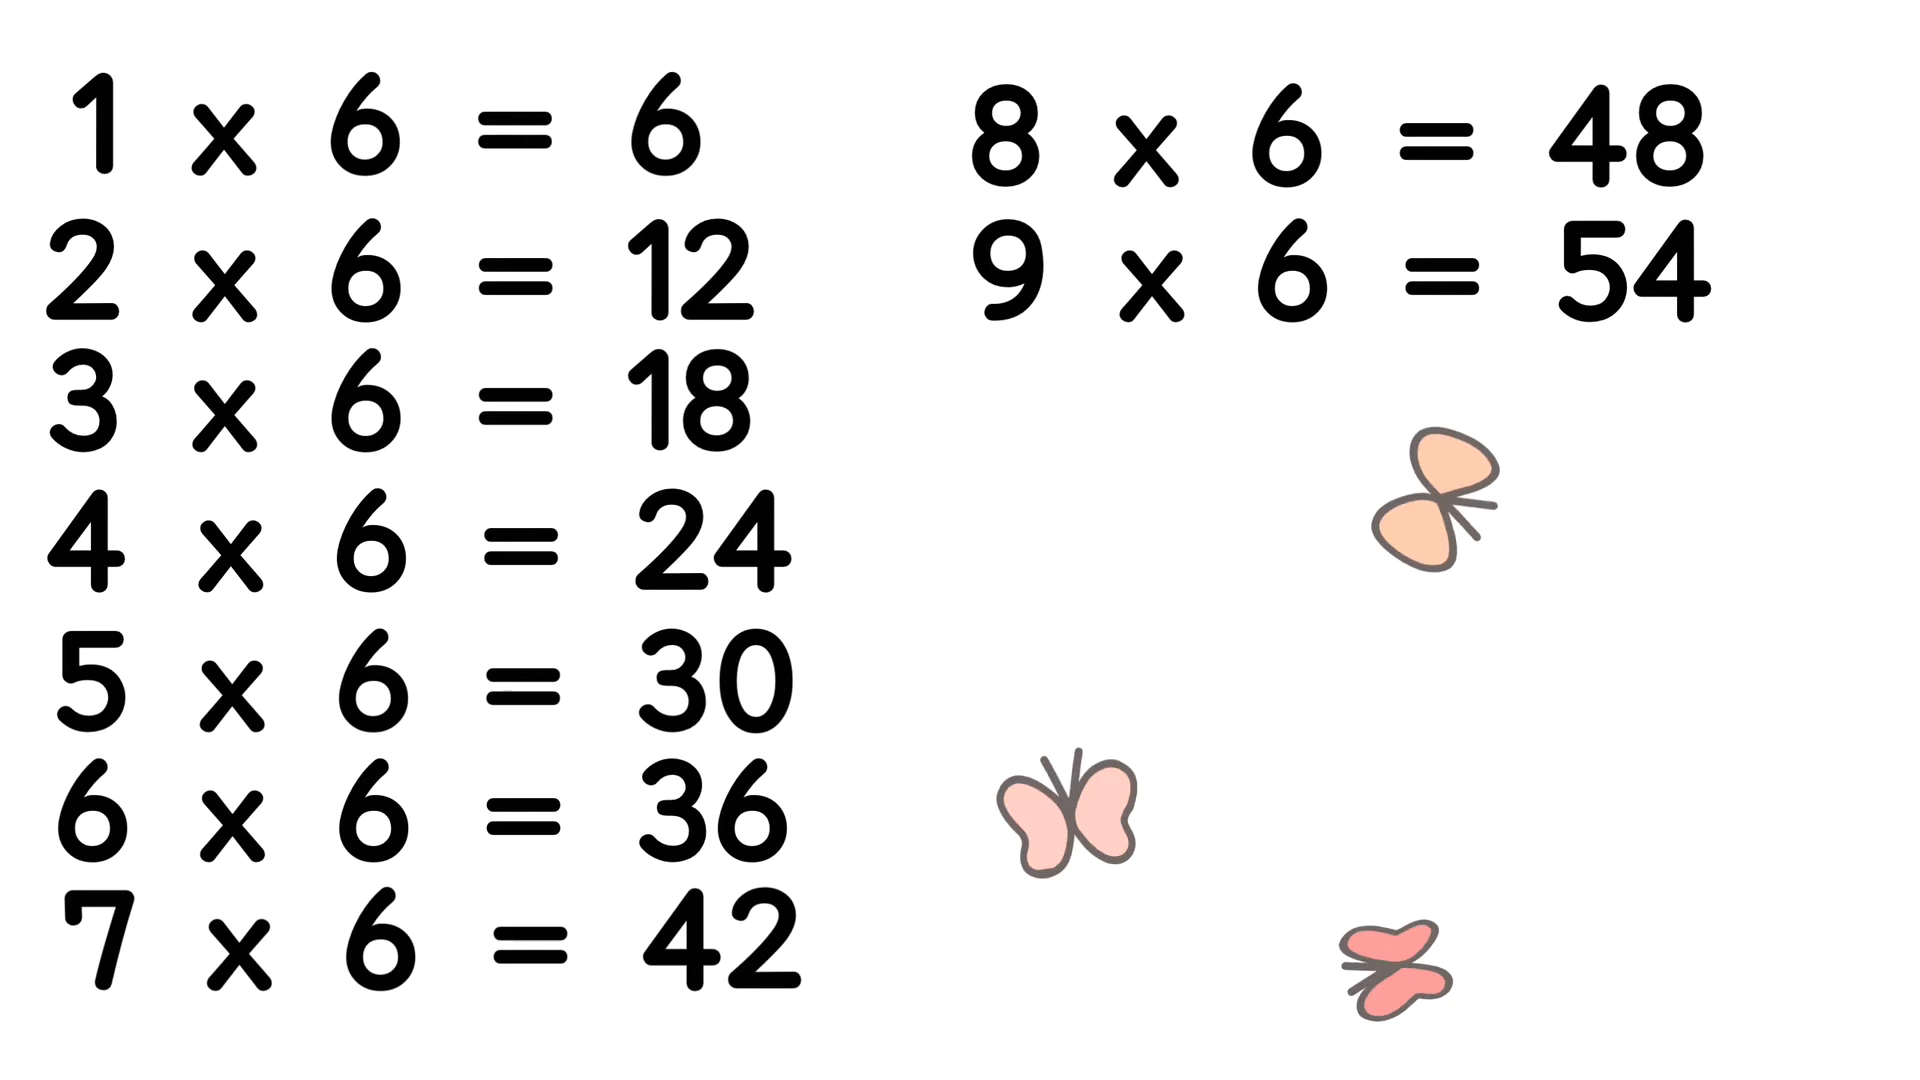 1 x 6 = 6
2 x 6 = 12
3 x 6 = 18
4 x 6 = 24
5 x 6 = 30
6 x 6 = 36
7 x 6 = 42
8 x 6 = 48
9 x 6 = 54